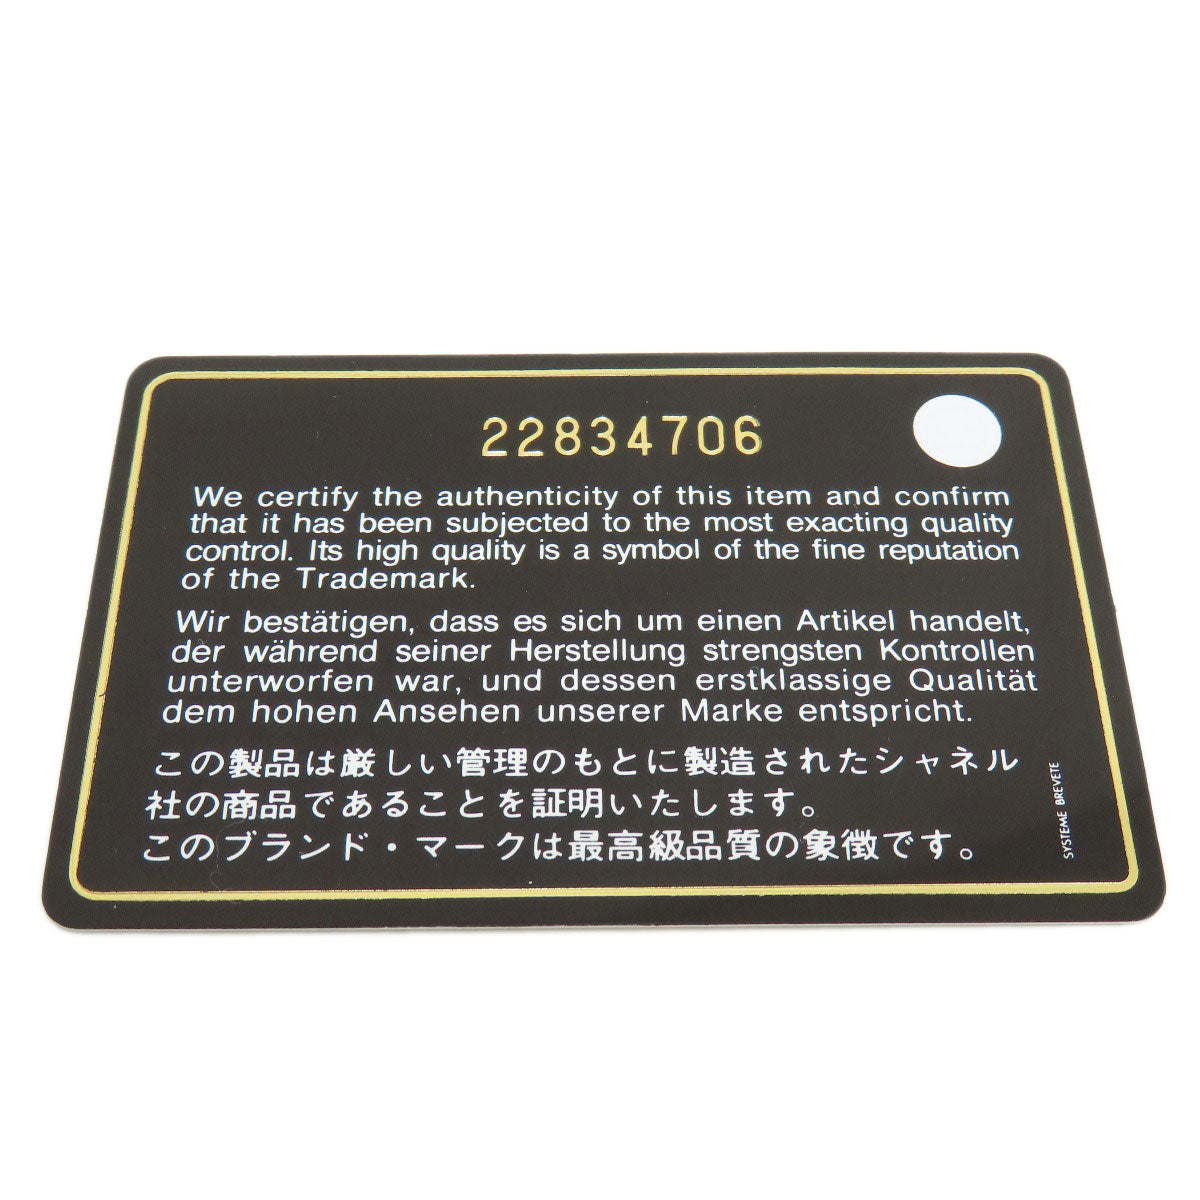 22834706
We certify the authenticity of this item and confirm
that it has been subjected to the most exacting quality
control. Its high quality is a symbol of the fine reputation
of the Trademark.
Wir bestätigen, dass es sich um einen Artikel handelt,
der während seiner Herstellung strengsten Kontrollen
unterworfen war, und dessen erstklassige Qualität
dem hohen Ansehen unserer Marke entspricht.
この製品は厳しい管理のもとに製造されたシャネル
社の商品であることを証明いたします。
このブランド・マークは最高級品質の象徴です。
SYSTEME BREVETE